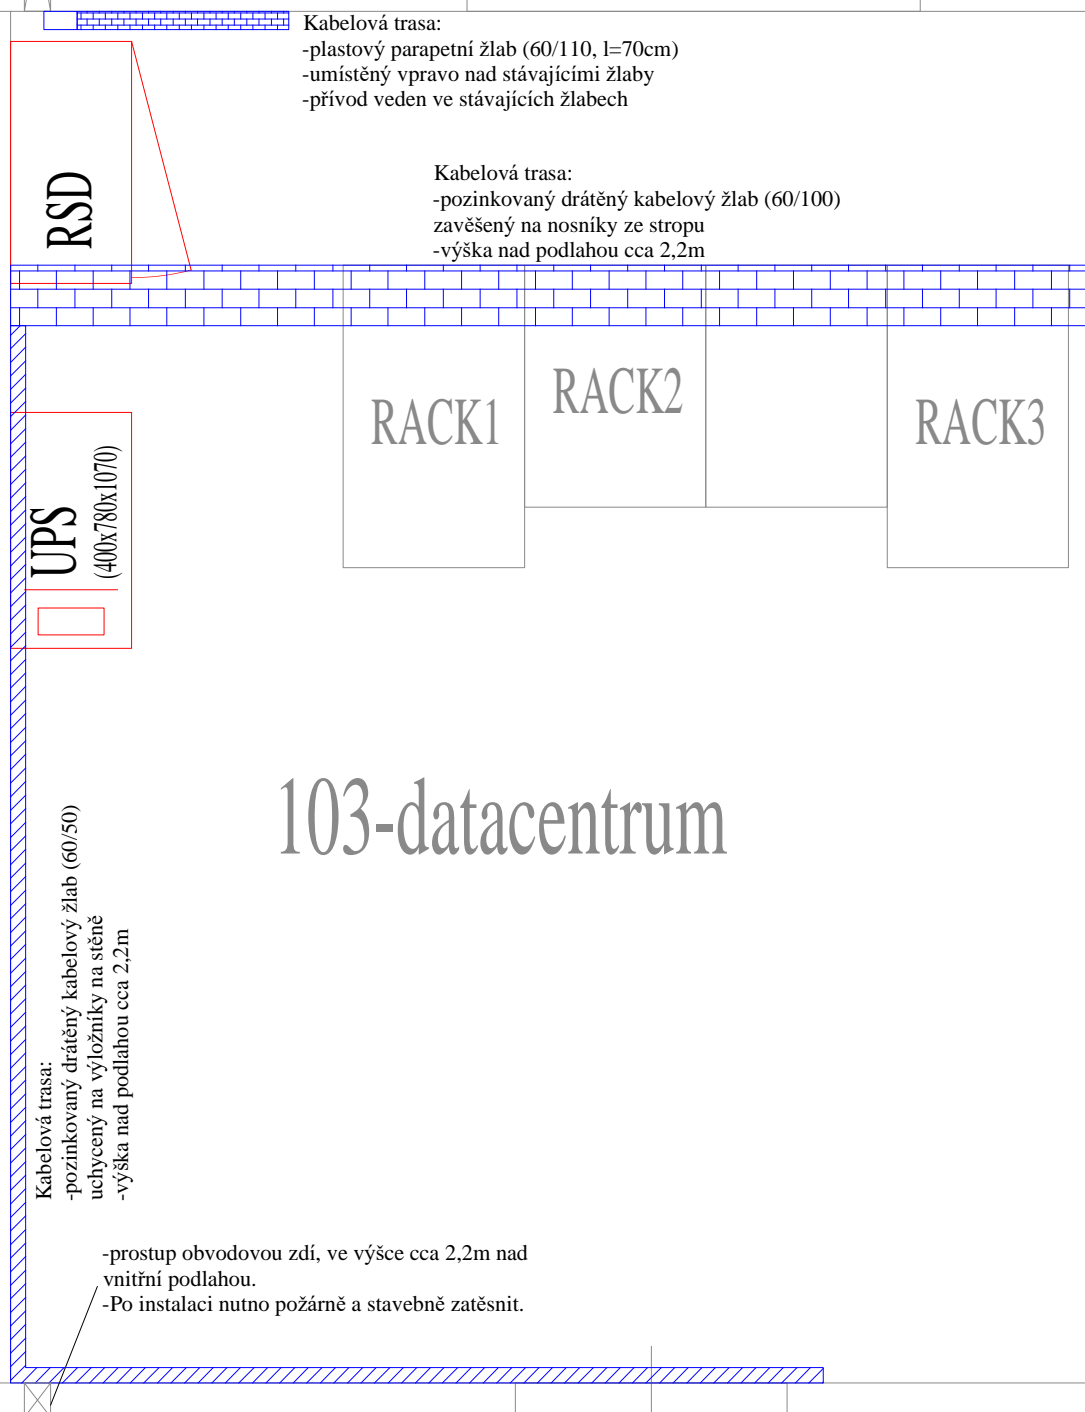 Kabelová trasa:
-plastový parapetní žlab (60/110, l=70cm)
-umístěný vpravo nad stávajícími žlaby
-přívod veden ve stávajících žlabech
Kabelová trasa:
-pozinkovaný drátěný kabelový žlab (60/100)
zavěšený na nosníky ze stropu
-výška nad podlahou cca 2,2m
RSD
RACK1
RACK2
RACK3
UPS
(400x780x1070)
103-datacentrum
Kabelová trasa:
-pozinkovaný drátěný kabelový žlab (60/50)
uchycený na výložníky na stěně
-výška nad podlahou cca 2,2m
-prostup obvodovou zdí, ve výšce cca 2,2m nad
vnitřní podlahou.
-Po instalaci nutno požárně a stavebně zatěsnit.